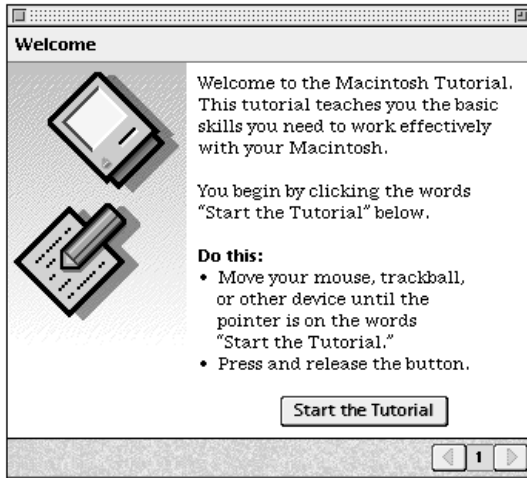 Welcome
Welcome to the Macintosh Tutorial.
This tutorial teaches you the basic
skills you need to work effectively
with your Macintosh.
You begin by clicking the words
“Start the Tutorial” below.
Do this:
• Move your mouse, trackball,
or other device until the
pointer is on the words
“Start the Tutorial.”
• Press and release the button.
Start the Tutorial
1